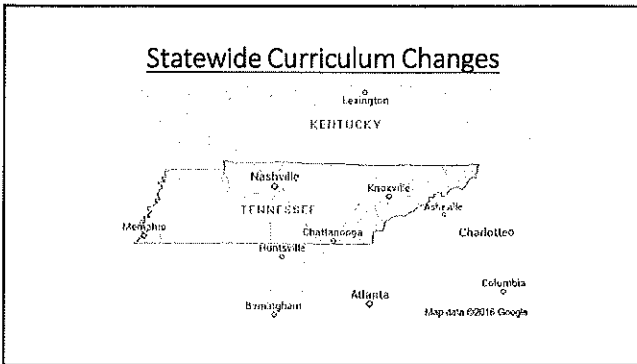 Statewide Curriculum Changes
Lexington
KENTUCKY
Nashville
Knoxville
TENNESSEE
Asheville
Memphis
Chattanooga
Charlotte
Huntsville
Columbia
Birmingham
Atlanta
Map data ©2016 Google